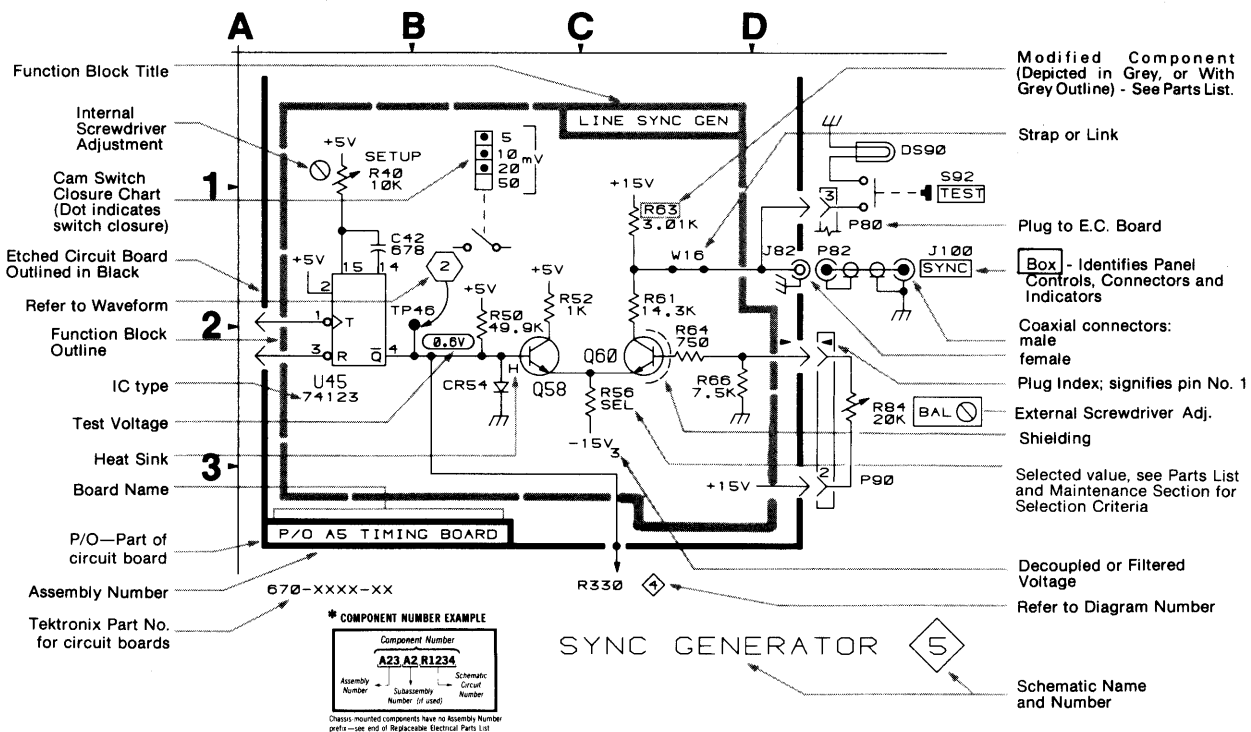 A B C D
Function Block Title
Internal
Screwdriver
Adjustment
Cam Switch
Closure Chart
(Dot indicates
switch closure)
Etched Circuit Board
Outlined in Black
Refer to Waveform
Function Block
Outline
IC type
Test Voltage
Heat Sink
Board Name
P/O—Part of
circuit board
Assembly Number
Tektronix Part No.
for circuit boards
1
2
3
LINE SYNC GEN
+5V
SETUP
R40
10K
5
10
20
50
mV
C42
678
+5V
15 14
2
1
T
3
R
Q̅
4
U45
74123
2
TP46
0.6V
+5V
R50
49.9K
CR54
H
+5V
R52
1K
Q58
Q60
+15V
R63
3.01K
W16
R61
14.3K
R64
750
R66
7.5K
R56
SEL
-15V
3
+15V
P/O A5 TIMING BOARD
670-XXXX-XX
R330
4
DS90
S92
TEST
3
P80
J82
P82
J100
SYNC
R84
20K
BAL
2
P90
Modified Component
(Depicted in Grey, or With
Grey Outline) - See Parts List.
Strap or Link
Plug to E.C. Board
Box - Identifies Panel
Controls, Connectors and
Indicators
Coaxial connectors:
male
female
Plug Index; signifies pin No. 1
External Screwdriver Adj.
Shielding
Selected value, see Parts List
and Maintenance Section for
Selection Criteria
Decoupled or Filtered
Voltage
Refer to Diagram Number
Schematic Name
and Number
SYNC GENERATOR 5
* COMPONENT NUMBER EXAMPLE
Component Number
A23 A2 R1234
Assembly
Number
Subassembly
Number (if used)
Schematic
Circuit
Number
Chassis-mounted components have no Assembly Number
prefix—see end of Replaceable Electrical Parts List